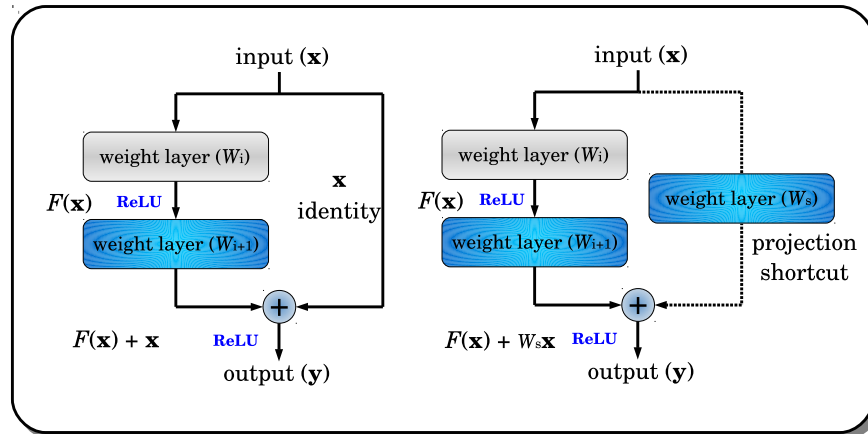 input (x)
weight layer (Wi)
F(x)
ReLU
x
identity
weight layer (Wi+1)
+
F(x) + x
ReLU
output (y)
input (x)
weight layer (Wi)
F(x)
ReLU
weight layer (Ws)
weight layer (Wi+1)
projection
shortcut
+
F(x) + Wsx
ReLU
output (y)